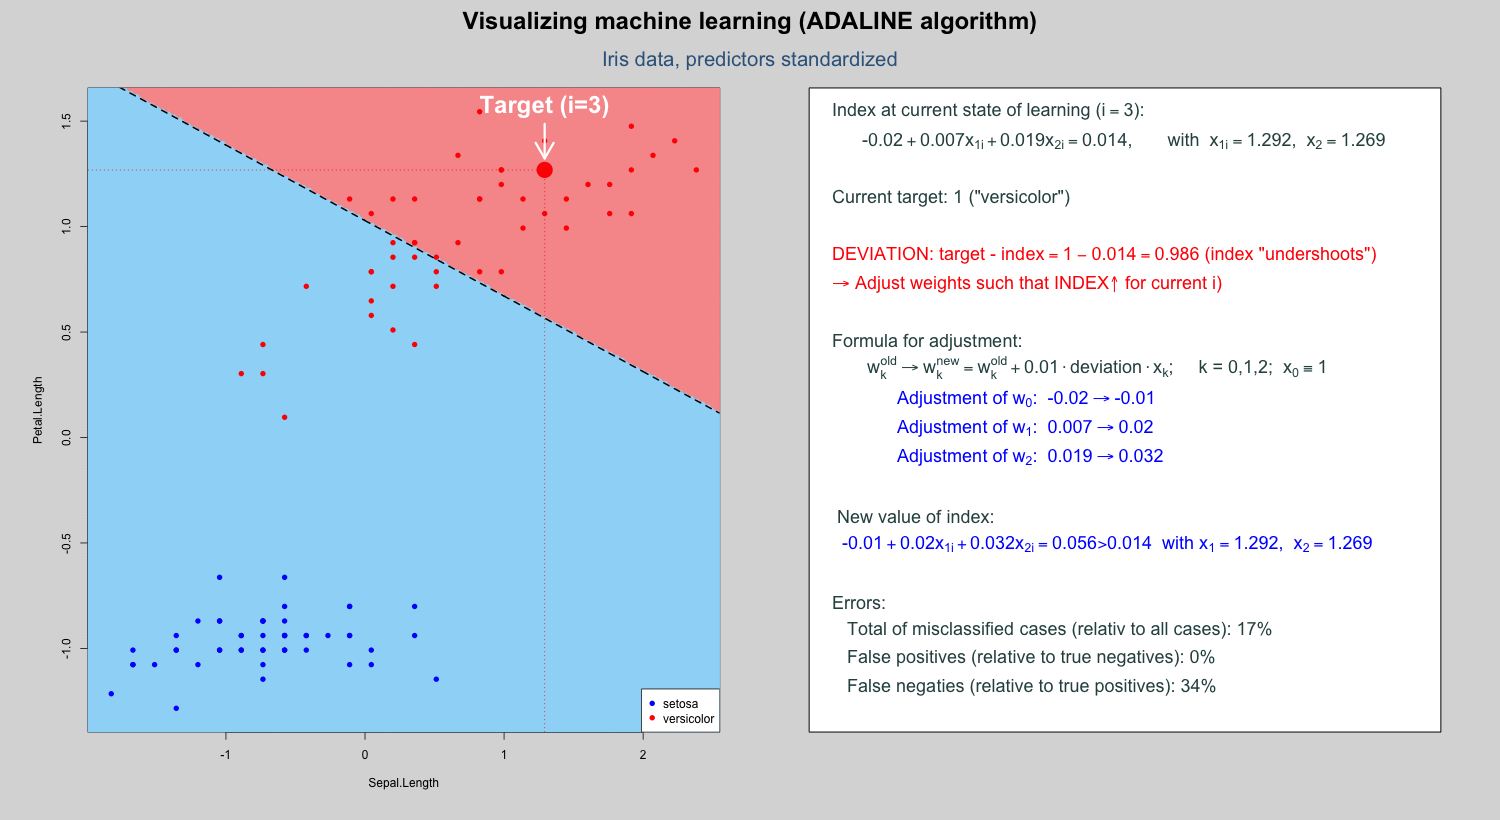 Visualizing machine learning (ADALINE algorithm)
Iris data, predictors standardized
Target (i=3)
1.5
1.0
0.5
0.0
-0.5
-1.0
Petal.Length
-1 0 1 2
Sepal.Length
setosa
versicolor
Index at current state of learning (i = 3):
-0.02 + 0.007x1i + 0.019x2i = 0.014, with x1i = 1.292, x2 = 1.269
Current target: 1 ("versicolor")
DEVIATION: target - index = 1 − 0.014 = 0.986 (index "undershoots")
→ Adjust weights such that INDEX↑ for current i)
Formula for adjustment:
w_k^old → w_k^new = w_k^old + 0.01 · deviation · x_k; k = 0,1,2; x0 ≡ 1
Adjustment of w0: -0.02 → -0.01
Adjustment of w1: 0.007 → 0.02
Adjustment of w2: 0.019 → 0.032
New value of index:
-0.01 + 0.02x1i + 0.032x2i = 0.056>0.014 with x1 = 1.292, x2 = 1.269
Errors:
Total of misclassified cases (relativ to all cases): 17%
False positives (relative to true negatives): 0%
False negaties (relative to true positives): 34%